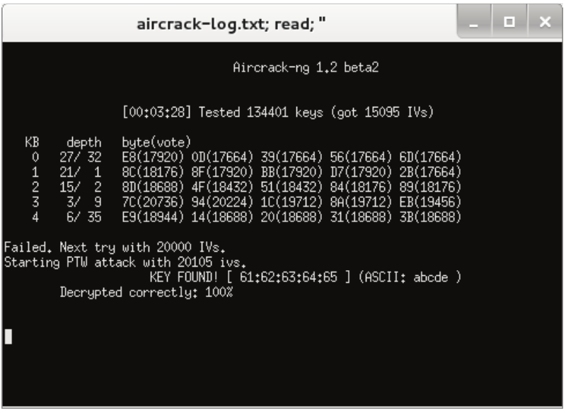 aircrack-log.txt; read; "
Aircrack-ng 1.2 beta2
[00:03:28] Tested 134401 keys (got 15095 IVs)
KB depth byte(vote)
0 27/ 32 E8(17920) 0D(17664) 39(17664) 56(17664) 6D(17664)
1 21/ 1 8C(18176) 8F(17920) BB(17920) D7(17920) 2B(17664)
2 15/ 2 8D(18688) 4F(18432) 51(18432) 84(18176) 89(18176)
3 3/ 9 7C(20736) 94(20224) 1C(19712) 8A(19712) EB(19456)
4 6/ 35 E9(18944) 14(18688) 20(18688) 31(18688) 3B(18688)
Failed. Next try with 20000 IVs.
Starting PTW attack with 20105 ivs.
KEY FOUND! [ 61:62:63:64:65 ] (ASCII: abcde )
Decrypted correctly: 100%